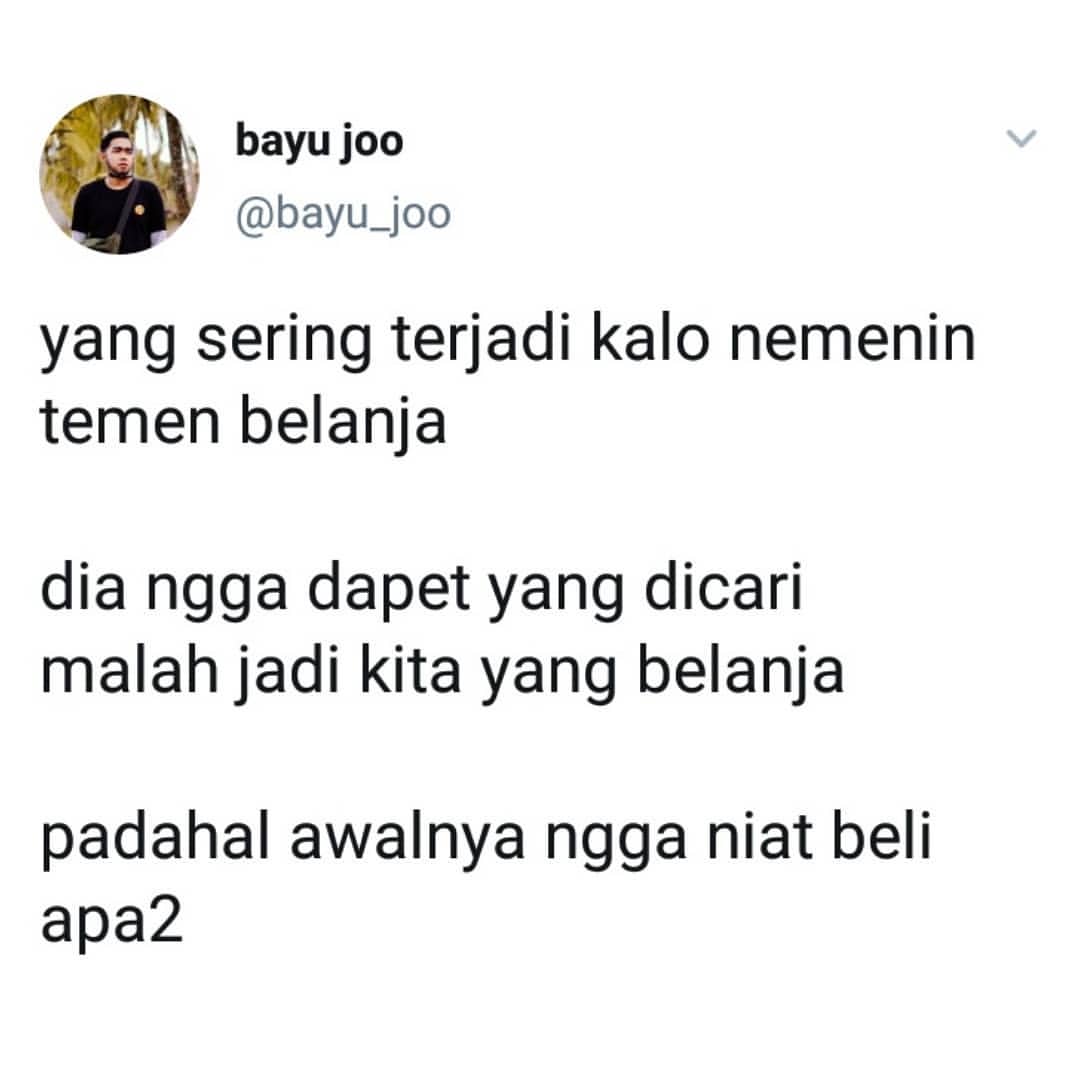 bayu joo
@bayu_joo
yang sering terjadi kalo nemenin
temen belanja
dia ngga dapet yang dicari
malah jadi kita yang belanja
padahal awalnya ngga niat beli
apa2